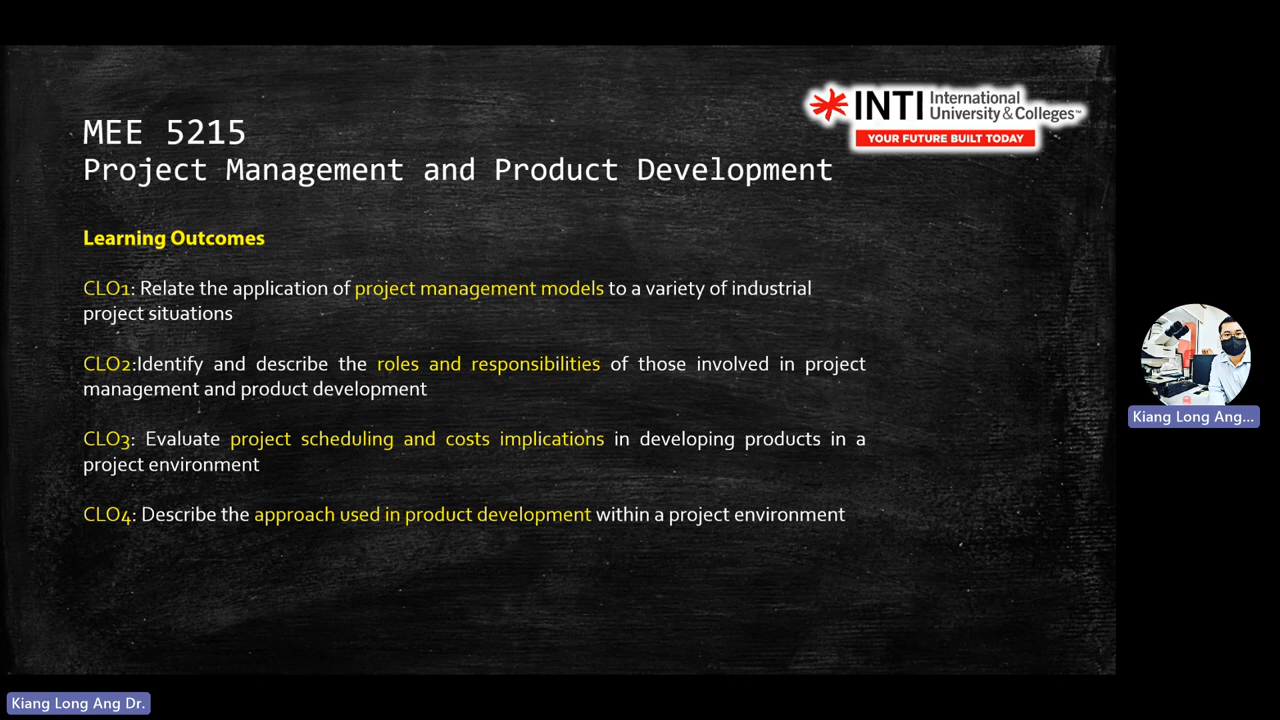 MEE 5215
Project Management and Product Development
INTI International
University & Colleges™
YOUR FUTURE BUILT TODAY
Learning Outcomes
CLO1: Relate the application of project management models to a variety of industrial
project situations
CLO2:Identify and describe the roles and responsibilities of those involved in project
management and product development
CLO3: Evaluate project scheduling and costs implications in developing products in a
project environment
CLO4: Describe the approach used in product development within a project environment
Kiang Long Ang...
Kiang Long Ang Dr.